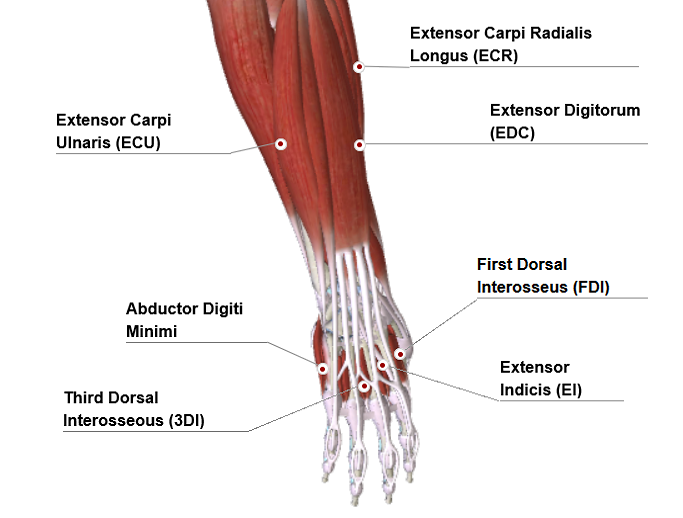 Extensor Carpi Radialis
Longus (ECR)
Extensor Digitorum
(EDC)
Extensor Carpi
Ulnaris (ECU)
First Dorsal
Interosseus (FDI)
Abductor Digiti
Minimi
Extensor
Indicis (EI)
Third Dorsal
Interosseous (3DI)